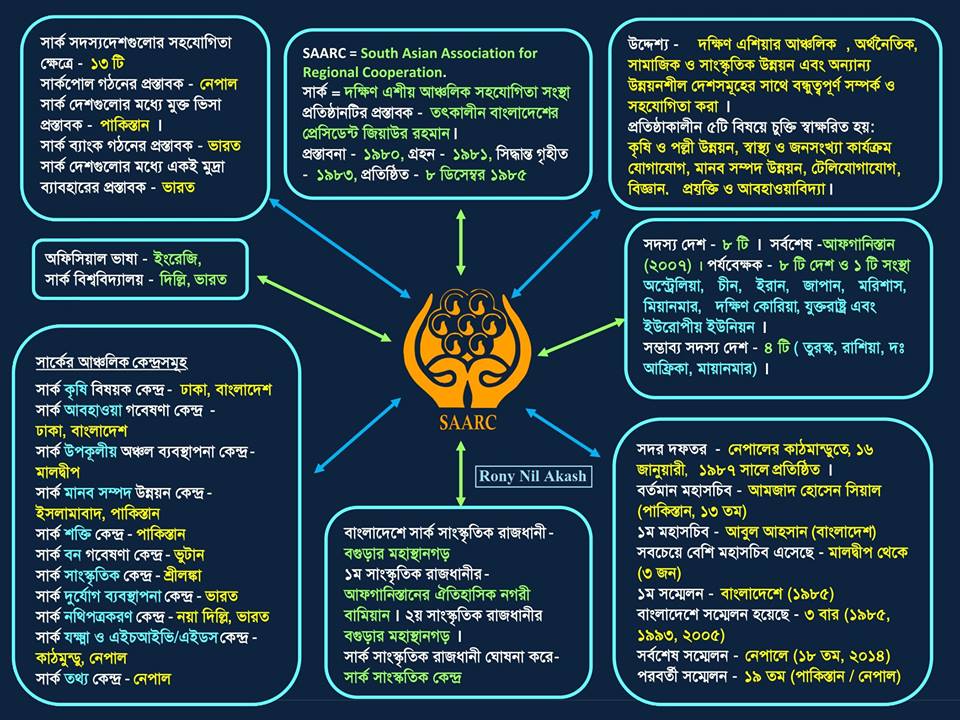 সার্ক সদস্যদেশগুলোর সহযোগিতা
ক্ষেত্রে - ১৩ টি
সার্কপোল গঠনের প্রস্তাবক - নেপাল
সার্ক দেশগুলোর মধ্যে মুক্ত ভিসা
প্রস্তাবক - পাকিস্তান ।
সার্ক ব্যাংক গঠনের প্রস্তাবক - ভারত
সার্ক দেশগুলোর মধ্যে একই মুদ্রা
ব্যাবহারের প্রস্তাবক - ভারত
SAARC = South Asian Association for
Regional Cooperation.
সার্ক = দক্ষিণ এশীয় আঞ্চলিক সহযোগিতা সংস্থা
প্রতিষ্ঠানটির প্রস্তাবক - তৎকালীন বাংলাদেশের
প্রেসিডেন্ট জিয়াউর রহমান।
প্রস্তাবনা - ১৯৮০, গ্রহন - ১৯৮১, সিদ্ধান্ত গৃহীত
- ১৯৮৩, প্রতিষ্ঠিত - ৮ ডিসেম্বর ১৯৮৫
উদ্দেশ্য - দক্ষিণ এশিয়ার আঞ্চলিক , অর্থনৈতিক,
সামাজিক ও সাংস্কৃতিক উন্নয়ন এবং অন্যান্য
উন্নয়নশীল দেশসমূহের সাথে বন্ধুত্বপূর্ণ সম্পর্ক ও
সহযোগিতা করা ।
প্রতিষ্ঠাকালীন ৫টি বিষয়ে চুক্তি স্বাক্ষরিত হয়:
কৃষি ও পল্লী উন্নয়ন, স্বাস্থ্য ও জনসংখ্যা কার্যক্রম
যোগাযোগ, মানব সম্পদ উন্নয়ন, টেলিযোগাযোগ,
বিজ্ঞান, প্রযুক্তি ও আবহাওয়াবিদ্যা।
অফিসিয়াল ভাষা - ইংরেজি,
সার্ক বিশ্ববিদ্যালয় - দিল্লি, ভারত
সদস্য দেশ - ৮ টি । সর্বশেষ -আফগানিস্তান
(২০০৭) । পর্যবেক্ষক - ৮ টি দেশ ও ১ টি সংস্থা
অস্ট্রেলিয়া, চীন, ইরান, জাপান, মরিশাস,
মিয়ানমার, দক্ষিণ কোরিয়া, যুক্তরাষ্ট্র এবং
ইউরোপীয় ইউনিয়ন ।
সম্ভাব্য সদস্য দেশ - ৪ টি ( তুরস্ক, রাশিয়া, দঃ
আফ্রিকা, মায়ানমার) ।
সার্কের আঞ্চলিক কেন্দ্রসমূহ
সার্ক কৃষি বিষয়ক কেন্দ্র - ঢাকা, বাংলাদেশ
সার্ক আবহাওয়া গবেষণা কেন্দ্র -
ঢাকা, বাংলাদেশ
সার্ক উপকূলীয় অঞ্চল ব্যবস্থাপনা কেন্দ্র -
মালদ্বীপ
সার্ক মানব সম্পদ উন্নয়ন কেন্দ্র -
ইসলামাবাদ, পাকিস্তান
সার্ক শক্তি কেন্দ্র - পাকিস্তান
সার্ক বন গবেষণা কেন্দ্র - ভুটান
সার্ক সাংস্কৃতিক কেন্দ্র - শ্রীলঙ্কা
সার্ক দুর্যোগ ব্যবস্থাপনা কেন্দ্র - ভারত
সার্ক নথিপত্রকরণ কেন্দ্র - নয়া দিল্লি, ভারত
সার্ক যক্ষ্মা ও এইচআইভি/এইডস কেন্দ্র -
কাঠমুন্ডু, নেপাল
সার্ক তথ্য কেন্দ্র - নেপাল
SAARC
Rony Nil Akash
বাংলাদেশে সার্ক সাংস্কৃতিক রাজধানী -
বগুড়ার মহাস্থানগড়
১ম সাংস্কৃতিক রাজধানীর -
আফগানিস্তানের ঐতিহাসিক নগরী
বামিয়ান । ২য় সাংস্কৃতিক রাজধানীর
বগুড়ার মহাস্থানগড় ।
সার্ক সাংস্কৃতিক রাজধানী ঘোষনা করে-
সার্ক সাংস্কতিক কেন্দ্র
সদর দফতর - নেপালের কাঠমান্ডুতে, ১৬
জানুয়ারী, ১৯৮৭ সালে প্রতিষ্ঠিত ।
বর্তমান মহাসচিব - আমজাদ হোসেন সিয়াল
(পাকিস্তান, ১৩ তম)
১ম মহাসচিব - আবুল আহসান (বাংলাদেশ)
সবচেয়ে বেশি মহাসচিব এসেছে - মালদ্বীপ থেকে
(৩ জন)
১ম সম্মেলন - বাংলাদেশে (১৯৮৫)
বাংলাদেশে সম্মেলন হয়েছে - ৩ বার (১৯৮৫,
১৯৯৩, ২০০৫)
সর্বশেষ সম্মেলন - নেপালে (১৮ তম, ২০১৪)
পরবর্তী সম্মেলন - ১৯ তম (পাকিস্তান / নেপাল)